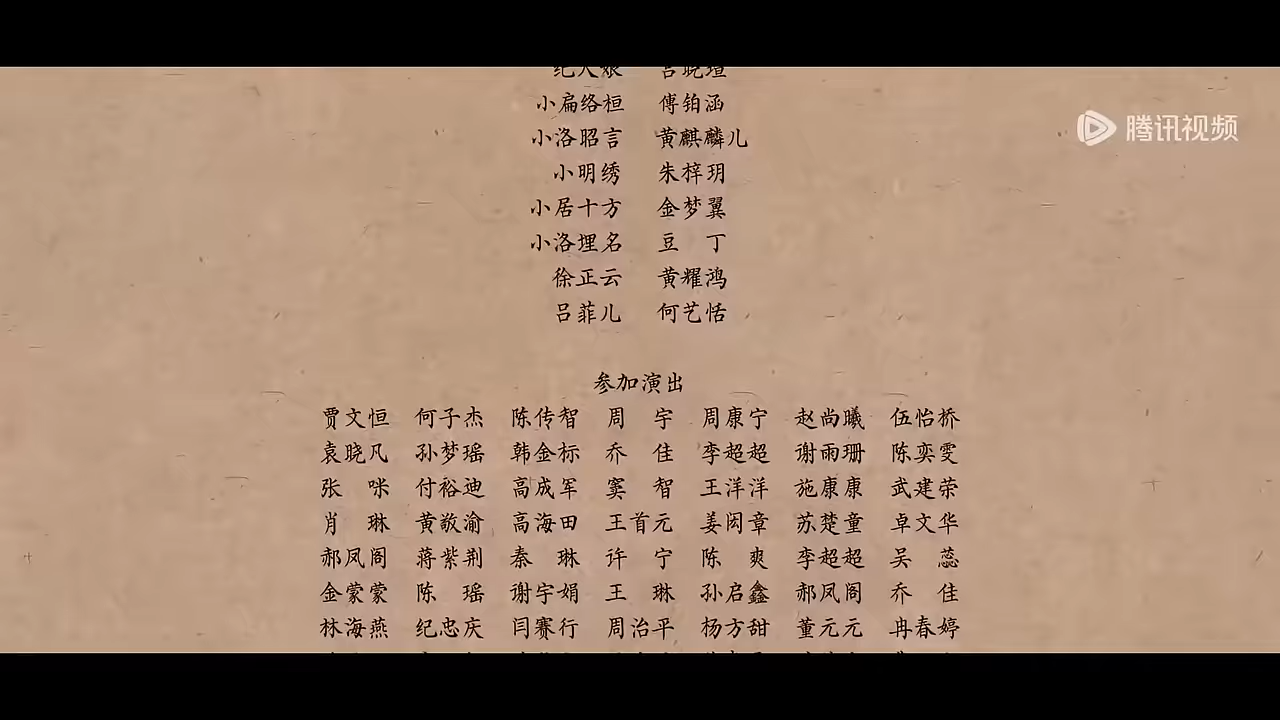 小扁络桓 傅铂涵
腾讯视频
小洛昭言 黄麒麟儿
小明绣 朱梓玥
小居十方 金梦翼
小洛埋名 豆 丁
徐正云 黄耀鸿
吕菲儿 何艺恬
参加演出
贾文恒 何子杰 陈传智 周 宇 周康宁 赵尚曦 伍怡桥
袁晓凡 孙梦瑶 韩金标 乔 佳 李超超 谢雨珊 陈奕雯
张 咪 付裕迪 高成军 窦 智 王洋洋 施康康 武建荣
肖 琳 黄敬渝 高海田 王首元 姜闳章 苏楚童 卓文华
郝凤阁 蒋紫荆 秦 琳 许 宁 陈 爽 李超超 吴 蕊
金蒙蒙 陈 瑶 谢宇娟 王 琳 孙启鑫 郝凤阁 乔 佳
林海燕 纪忠庆 闫赛行 周治平 杨方甜 董元元 冉春婷